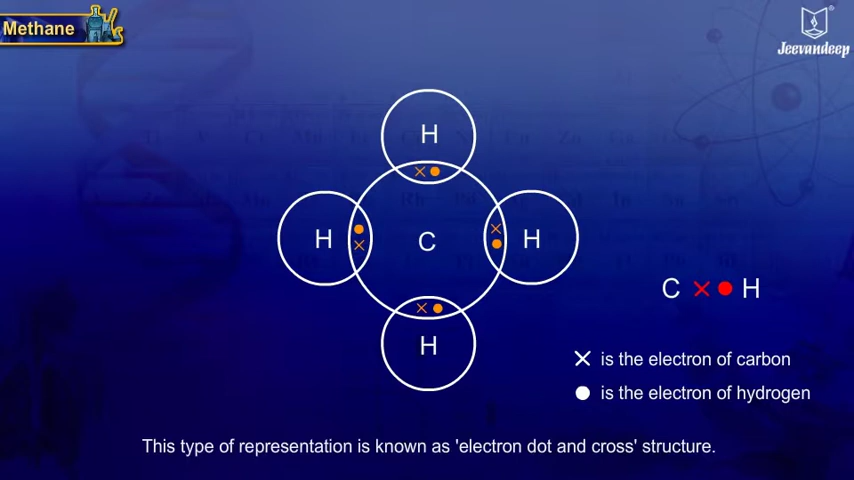 Methane
Jeevandeep
H
H
C
H
H
C × ● H
× is the electron of carbon
● is the electron of hydrogen
This type of representation is known as 'electron dot and cross' structure.